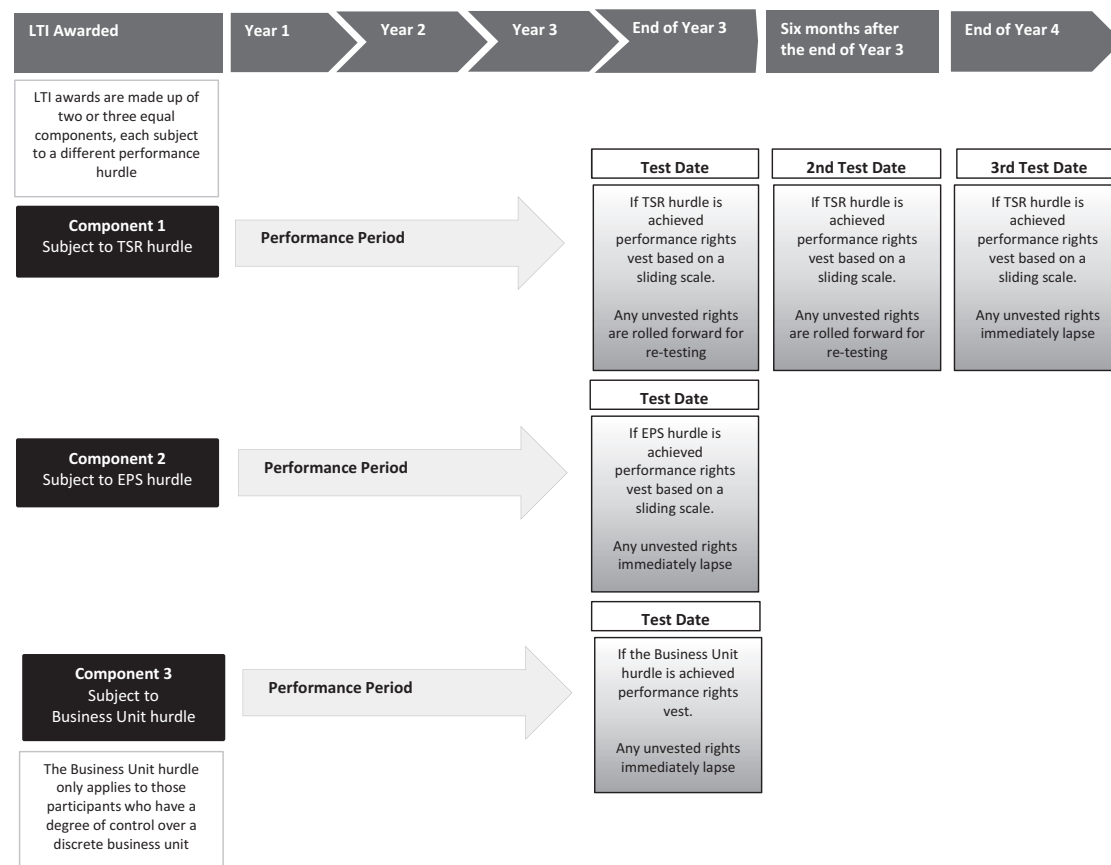 LTI Awarded
Year 1
Year 2
Year 3
End of Year 3
Six months after
the end of Year 3
End of Year 4
LTI awards are made up of
two or three equal
components, each subject
to a different performance
hurdle
Component 1
Subject to TSR hurdle
Performance Period
Test Date
If TSR hurdle is
achieved
performance rights
vest based on a
sliding scale.
Any unvested rights
are rolled forward for
re-testing
2nd Test Date
If TSR hurdle is
achieved
performance rights
vest based on a
sliding scale.
Any unvested rights
are rolled forward for
re-testing
3rd Test Date
If TSR hurdle is
achieved
performance rights
vest based on a
sliding scale.
Any unvested rights
immediately lapse
Component 2
Subject to EPS hurdle
Performance Period
Test Date
If EPS hurdle is
achieved
performance rights
vest based on a
sliding scale.
Any unvested rights
immediately lapse
Component 3
Subject to
Business Unit hurdle
Performance Period
Test Date
If the Business Unit
hurdle is achieved
performance rights
vest.
Any unvested rights
immediately lapse
The Business Unit hurdle
only applies to those
participants who have a
degree of control over a
discrete business unit